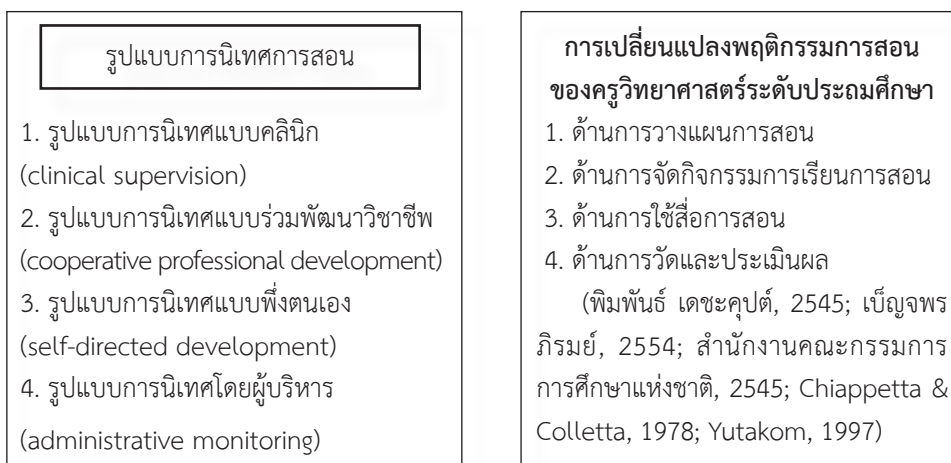 รูปแบบการนิเทศการสอน
1. รูปแบบการนิเทศแบบคลินิก
(clinical supervision)
2. รูปแบบการนิเทศแบบร่วมพัฒนาวิชาชีพ
(cooperative professional development)
3. รูปแบบการนิเทศแบบพึ่งตนเอง
(self-directed development)
4. รูปแบบการนิเทศโดยผู้บริหาร
(administrative monitoring)
การเปลี่ยนแปลงพฤติกรรมการสอน
ของครูวิทยาศาสตร์ระดับประถมศึกษา
1. ด้านการวางแผนการสอน
2. ด้านการจัดกิจกรรมการเรียนการสอน
3. ด้านการใช้สื่อการสอน
4. ด้านการวัดและประเมินผล
(พิมพันธ์ เดชะคุปต์, 2545; เบ็ญจพร
ภิรมย์, 2554; สำนักงานคณะกรรมการ
การศึกษาแห่งชาติ, 2545; Chiappetta &
Colletta, 1978; Yutakom, 1997)